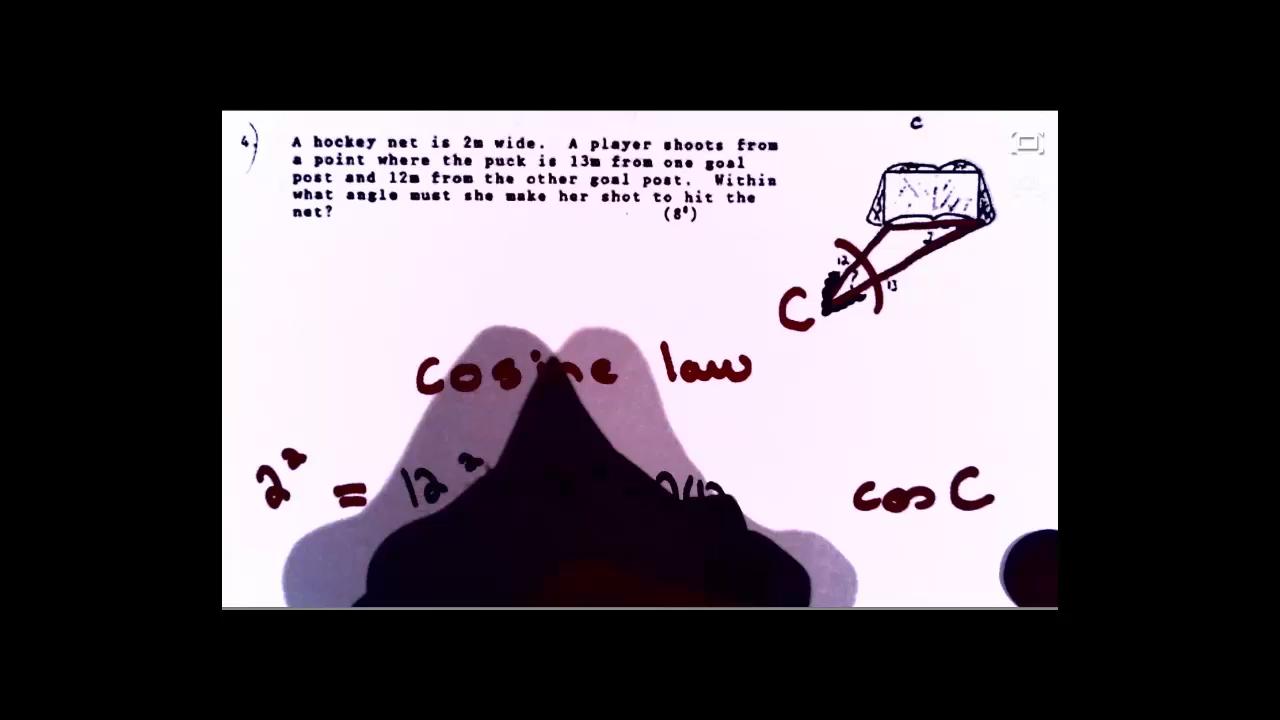 4)
A hockey net is 2m wide. A player shoots from
a point where the puck is 13m from one goal
post and 12m from the other goal post. Within
what angle must she make her shot to hit the
net? (8°)
c
2
12
?
13
C
cosine law
2² = 12² cos C